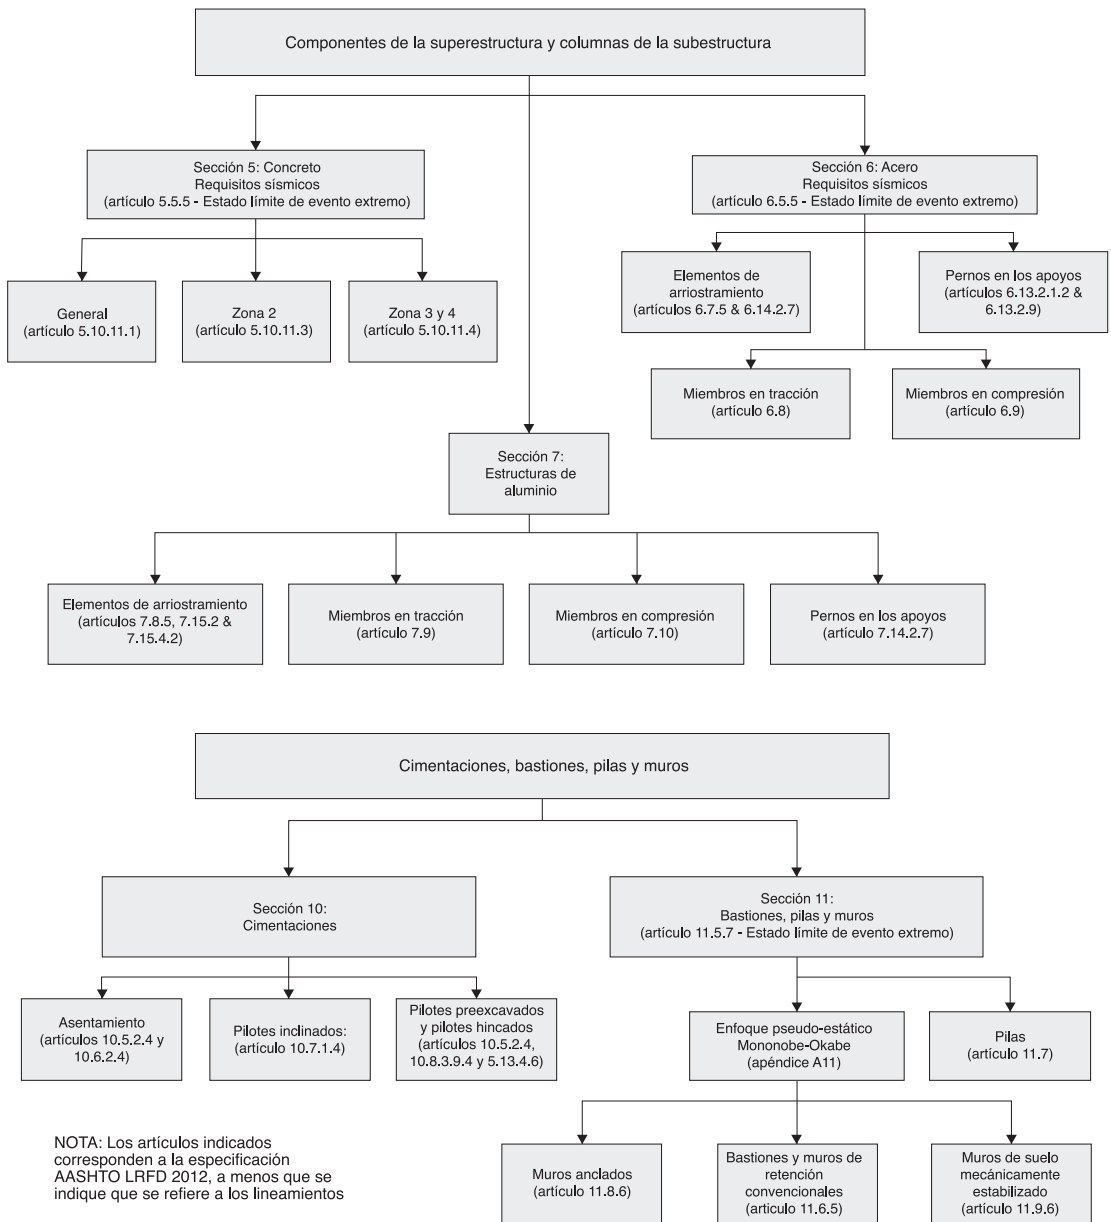 Componentes de la superestructura y columnas de la subestructura
Sección 5: Concreto
Requisitos sísmicos
(artículo 5.5.5 - Estado límite de evento extremo)
Sección 6: Acero
Requisitos sísmicos
(artículo 6.5.5 - Estado límite de evento extremo)
General
(artículo 5.10.11.1)
Zona 2
(artículo 5.10.11.3)
Zona 3 y 4
(artículo 5.10.11.4)
Elementos de
arriostramiento
(artículos 6.7.5 & 6.14.2.7)
Pernos en los apoyos
(artículos 6.13.2.1.2 &
6.13.2.9)
Miembros en tracción
(artículo 6.8)
Miembros en compresión
(artículo 6.9)
Sección 7:
Estructuras de
aluminio
Elementos de arriostramiento
(artículos 7.8.5, 7.15.2 &
7.15.4.2)
Miembros en tracción
(artículo 7.9)
Miembros en compresión
(artículo 7.10)
Pernos en los apoyos
(artículo 7.14.2.7)
Cimentaciones, bastiones, pilas y muros
Sección 10:
Cimentaciones
Sección 11:
Bastiones, pilas y muros
(artículo 11.5.7 - Estado límite de evento extremo)
Asentamiento
(artículos 10.5.2.4 y
10.6.2.4)
Pilotes inclinados:
(artículo 10.7.1.4)
Pilotes preexcavados
y pilotes hincados
(artículos 10.5.2.4,
10.8.3.9.4 y 5.13.4.6)
Enfoque pseudo-estático
Mononobe-Okabe
(apéndice A11)
Pilas
(artículo 11.7)
Muros anclados
(artículo 11.8.6)
Bastiones y muros de
retención
convencionales
(articulo 11.6.5)
Muros de suelo
mecánicamente
estabilizado
(artículo 11.9.6)
NOTA: Los artículos indicados
corresponden a la especificación
AASHTO LRFD 2012, a menos que se
indique que se refiere a los lineamientos